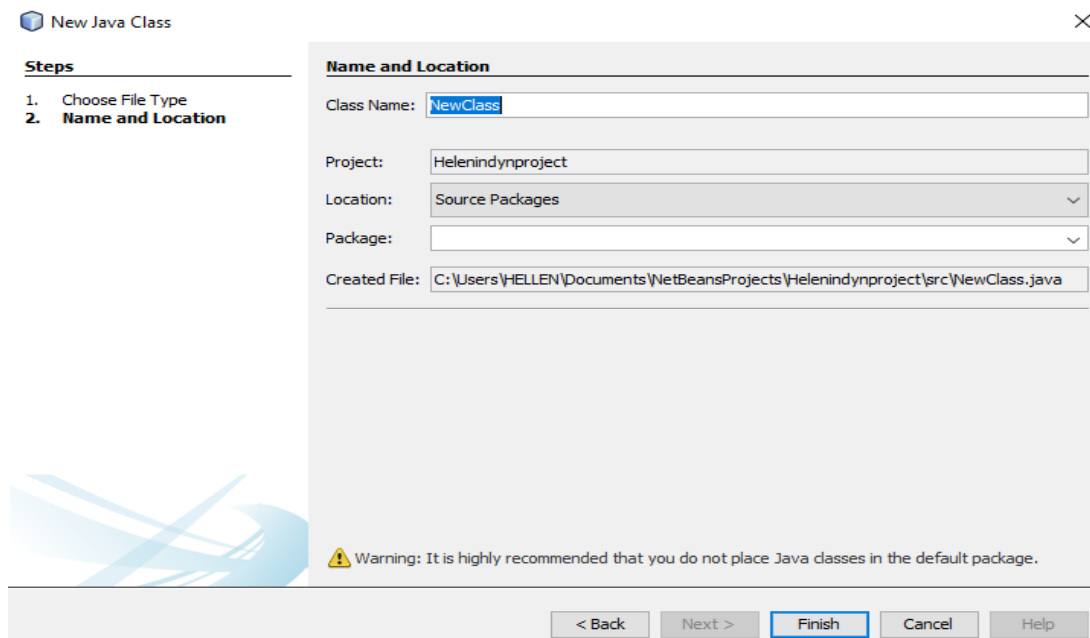 New Java Class
Steps
1. Choose File Type
2. Name and Location
Name and Location
Class Name: NewClass
Project: Helenindynproject
Location: Source Packages
Package:
Created File: C:\Users\HELLEN\Documents\NetBeansProjects\Helenindynproject\src\NewClass.java
Warning: It is highly recommended that you do not place Java classes in the default package.
< Back Next > Finish Cancel Help